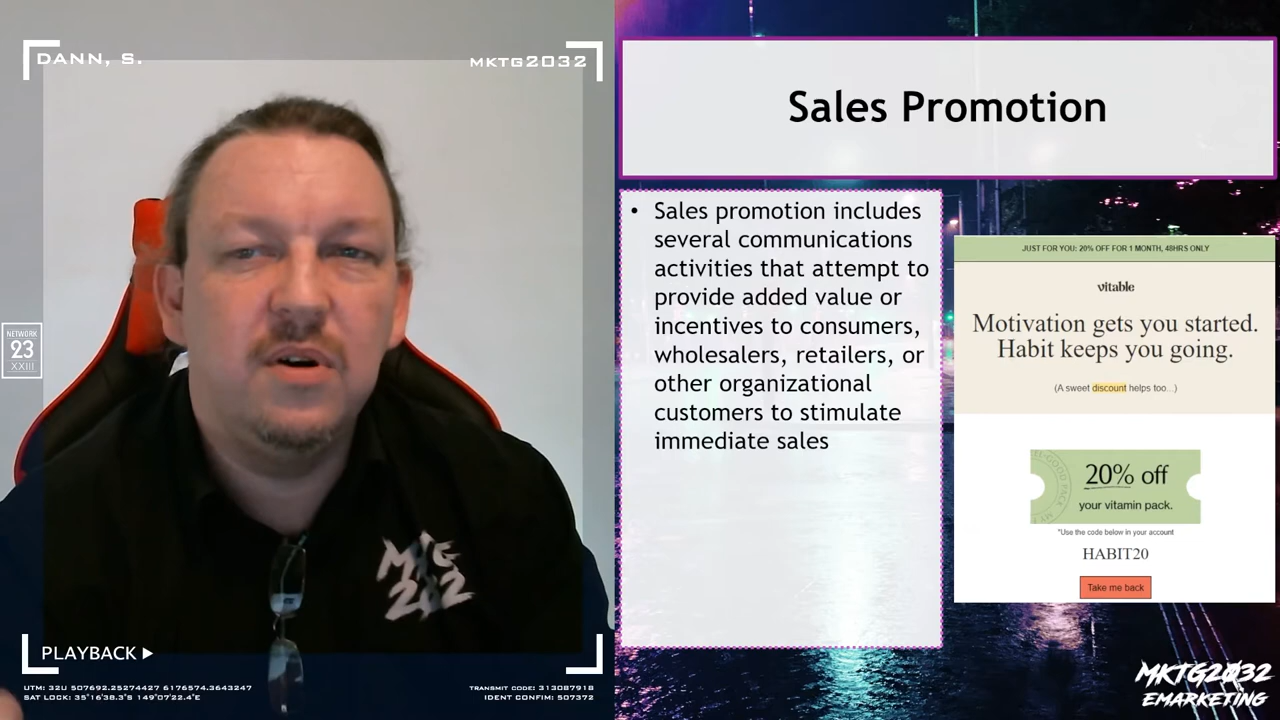 DANN, S.
MKTG2032
NETWORK
23
XXIII
PLAYBACK
UTM: 32U 507692.25274427 6176574.3643247
SAT LOCK: 35°16'38.3"S 149°07'22.4"E
TRANSMIT CODE: 313087918
IDENT CONFIM: 507372
Sales Promotion
• Sales promotion includes
several communications
activities that attempt to
provide added value or
incentives to consumers,
wholesalers, retailers, or
other organizational
customers to stimulate
immediate sales
JUST FOR YOU: 20% OFF FOR 1 MONTH, 48HRS ONLY
vitable
Motivation gets you started.
Habit keeps you going.
(A sweet discount helps too...)
20% off
your vitamin pack.
*Use the code below in your account
HABIT20
Take me back
MKTG2032
EMARKETING